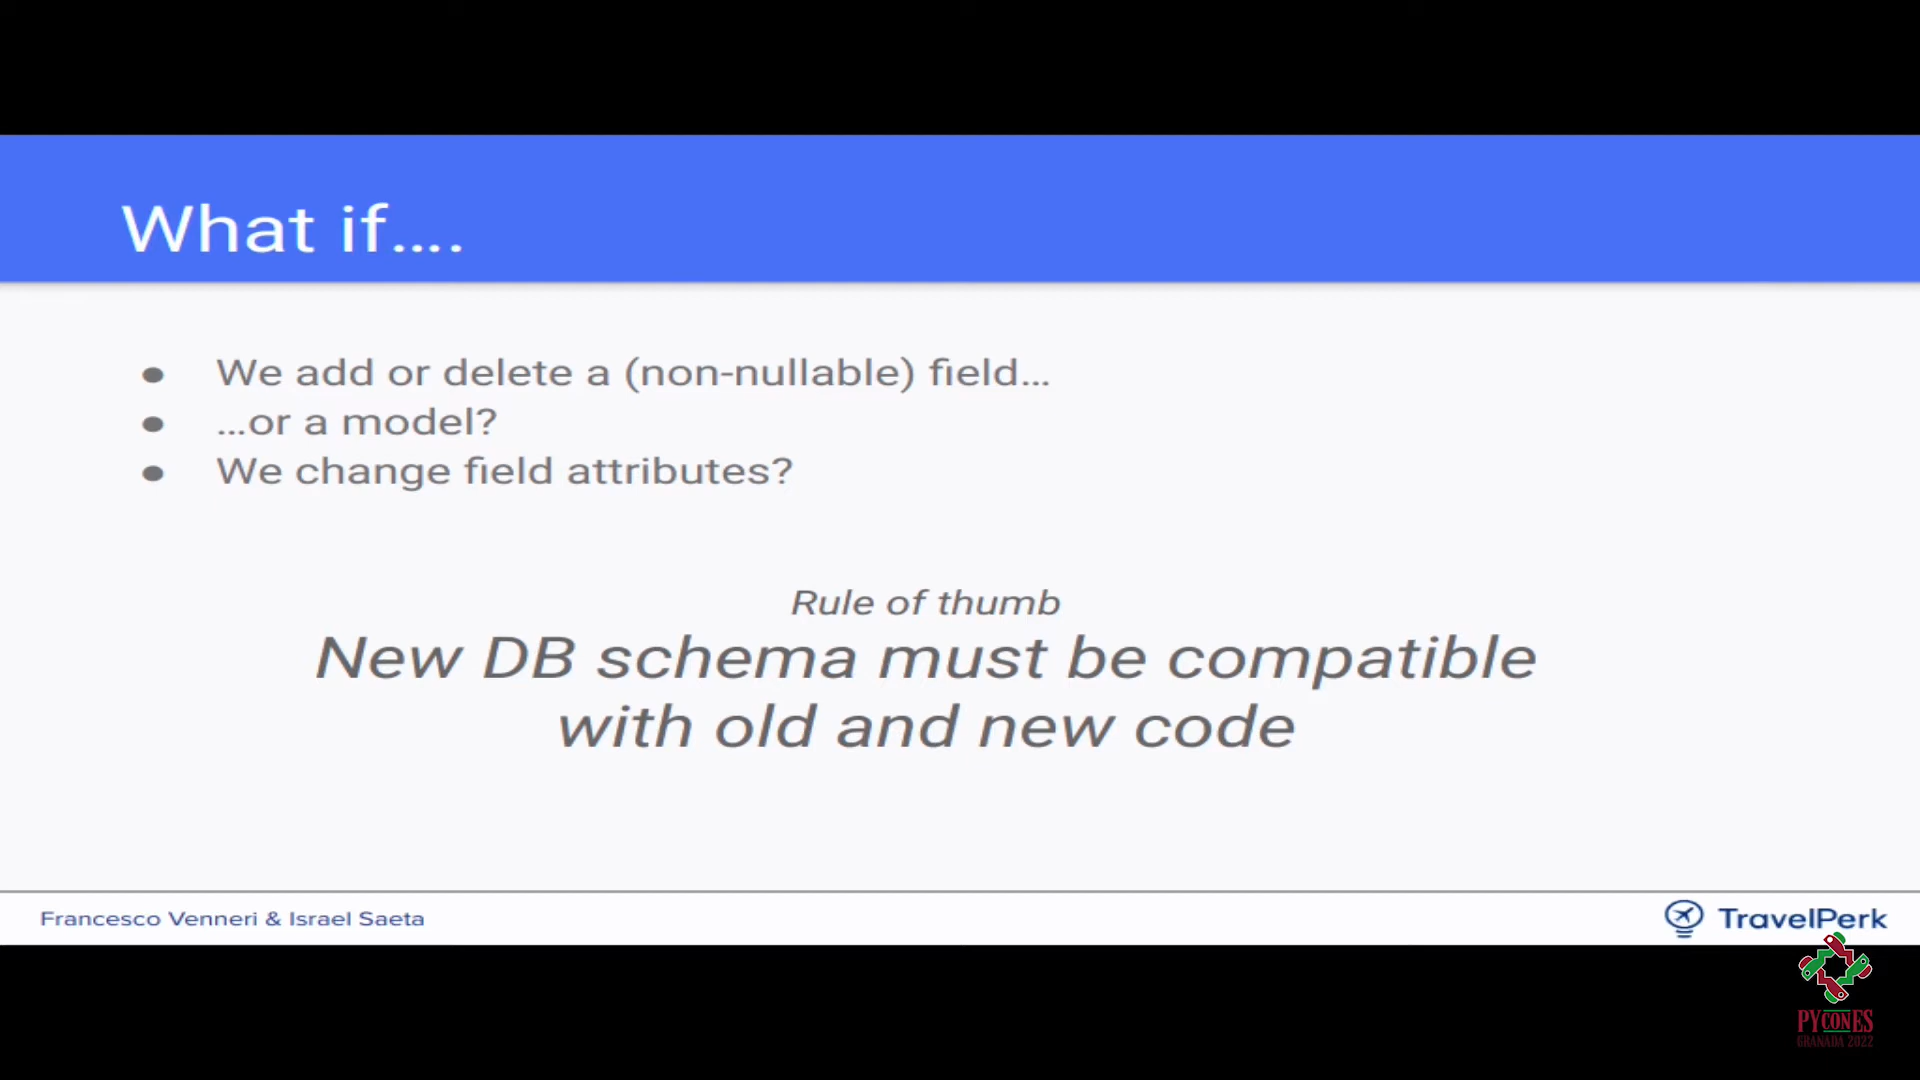 What if....
● We add or delete a (non-nullable) field...
● ...or a model?
● We change field attributes?
Rule of thumb
New DB schema must be compatible
with old and new code
Francesco Venneri & Israel Saeta
TravelPerk
PYCONES
GRANADA 2022